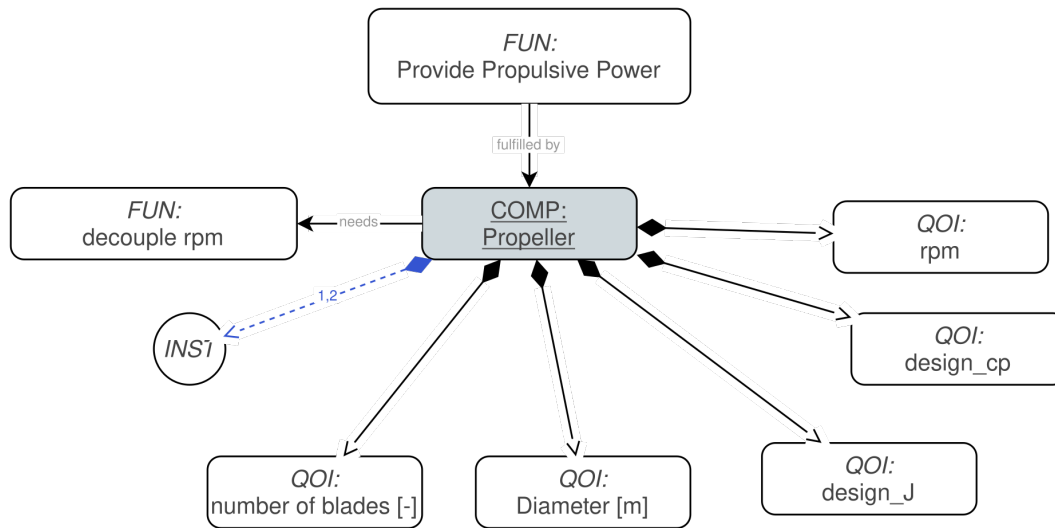 FUN:
Provide Propulsive Power
fulfilled by
FUN:
decouple rpm
needs
COMP:
Propeller
QOI:
rpm
1,2
INST
QOI:
design_cp
QOI:
number of blades [-]
QOI:
Diameter [m]
QOI:
design_J